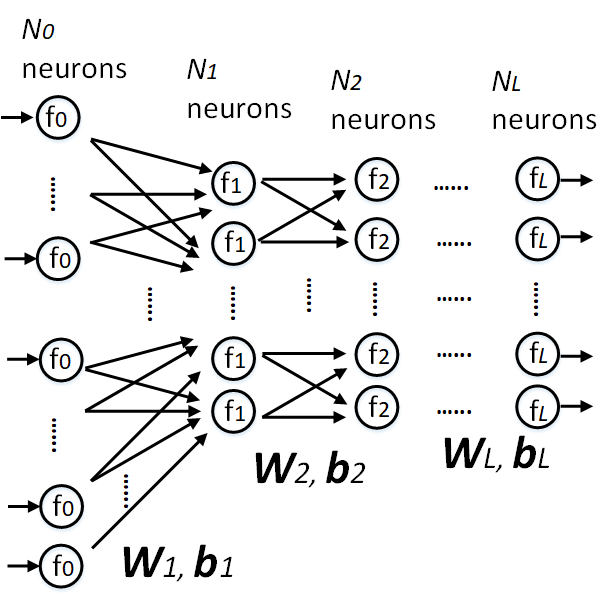 N0
neurons
N1
neurons
N2
neurons
NL
neurons
f0
f1
f2
......
fL
f0
f1
f2
......
fL
......
f0
f1
f2
......
fL
f1
f2
......
fL
W2, b2
WL, bL
f0
f0
W1, b1